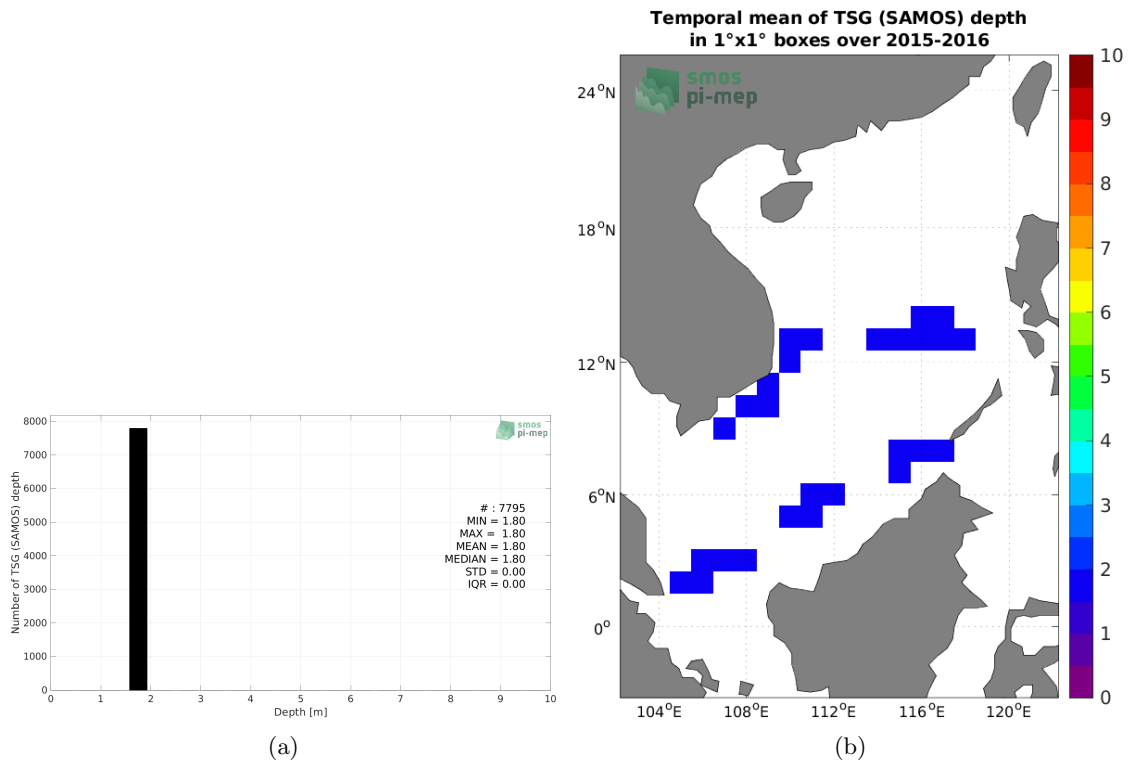 Temporal mean of TSG (SAMOS) depth
in 1°x1° boxes over 2015-2016
smos
pi-mep
24°N
18°N
12°N
6°N
0°
104°E
108°E
112°E
116°E
120°E
10
9
8
7
6
5
4
3
2
1
0
8000
7000
6000
5000
4000
3000
2000
1000
0
Number of TSG (SAMOS) depth
smos
pi-mep
# : 7795
MIN = 1.80
MAX = 1.80
MEAN = 1.80
MEDIAN = 1.80
STD = 0.00
IQR = 0.00
0 1 2 3 4 5 6 7 8 9 10
Depth [m]
(a)
(b)